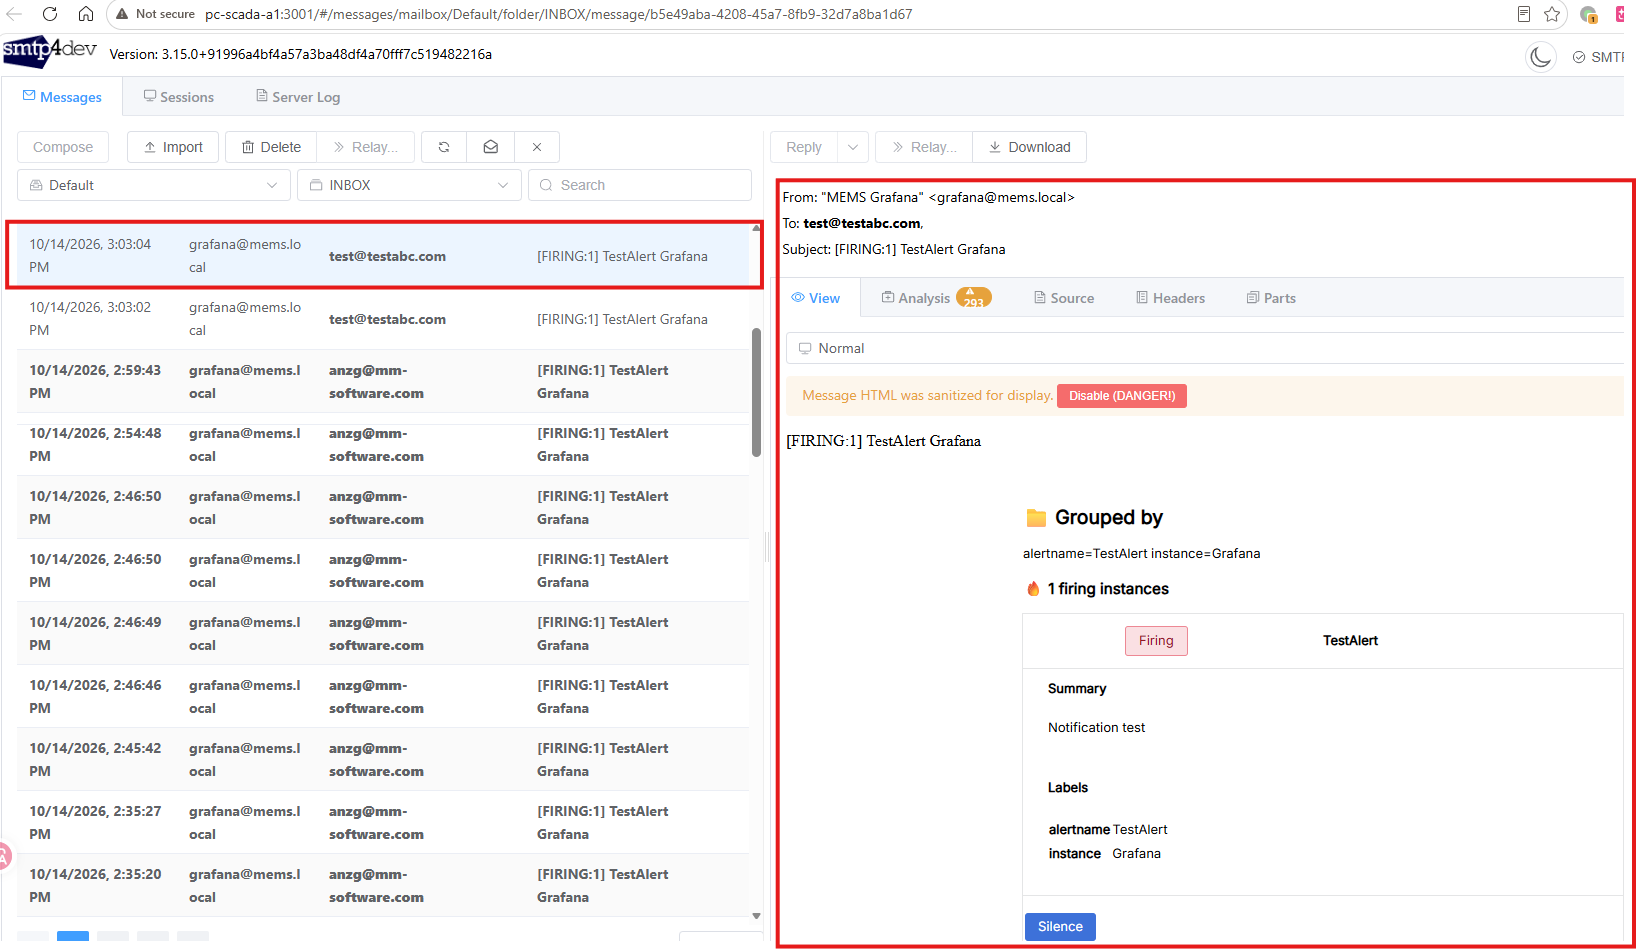 Not secure pc-scada-a1:3001/#/messages/mailbox/Default/folder/INBOX/message/b5e49aba-4208-45a7-8fb9-32d7a8ba1d67
smtp4dev Version: 3.15.0+91996a4bf4a57a3ba48df4a70fff7c519482216a
Messages Sessions Server Log
Compose Import Delete Relay...
Default INBOX Search
10/14/2026, 3:03:04 PM grafana@mems.local test@testabc.com [FIRING:1] TestAlert Grafana
10/14/2026, 3:03:02 PM grafana@mems.local test@testabc.com [FIRING:1] TestAlert Grafana
10/14/2026, 2:59:43 PM grafana@mems.local anzg@mm-software.com [FIRING:1] TestAlert Grafana
10/14/2026, 2:54:48 PM grafana@mems.local anzg@mm-software.com [FIRING:1] TestAlert Grafana
10/14/2026, 2:46:50 PM grafana@mems.local anzg@mm-software.com [FIRING:1] TestAlert Grafana
10/14/2026, 2:46:50 PM grafana@mems.local anzg@mm-software.com [FIRING:1] TestAlert Grafana
10/14/2026, 2:46:49 PM grafana@mems.local anzg@mm-software.com [FIRING:1] TestAlert Grafana
10/14/2026, 2:46:46 PM grafana@mems.local anzg@mm-software.com [FIRING:1] TestAlert Grafana
10/14/2026, 2:45:42 PM grafana@mems.local anzg@mm-software.com [FIRING:1] TestAlert Grafana
10/14/2026, 2:35:27 PM grafana@mems.local anzg@mm-software.com [FIRING:1] TestAlert Grafana
10/14/2026, 2:35:20 PM grafana@mems.local anzg@mm-software.com [FIRING:1] TestAlert Grafana
Reply Relay... Download
From: "MEMS Grafana" <grafana@mems.local>
To: test@testabc.com,
Subject: [FIRING:1] TestAlert Grafana
View Analysis 293 Source Headers Parts
Normal
Message HTML was sanitized for display. Disable (DANGER!)
[FIRING:1] TestAlert Grafana
Grouped by
alertname=TestAlert instance=Grafana
1 firing instances
Firing TestAlert
Summary
Notification test
Labels
alertname TestAlert
instance Grafana
Silence